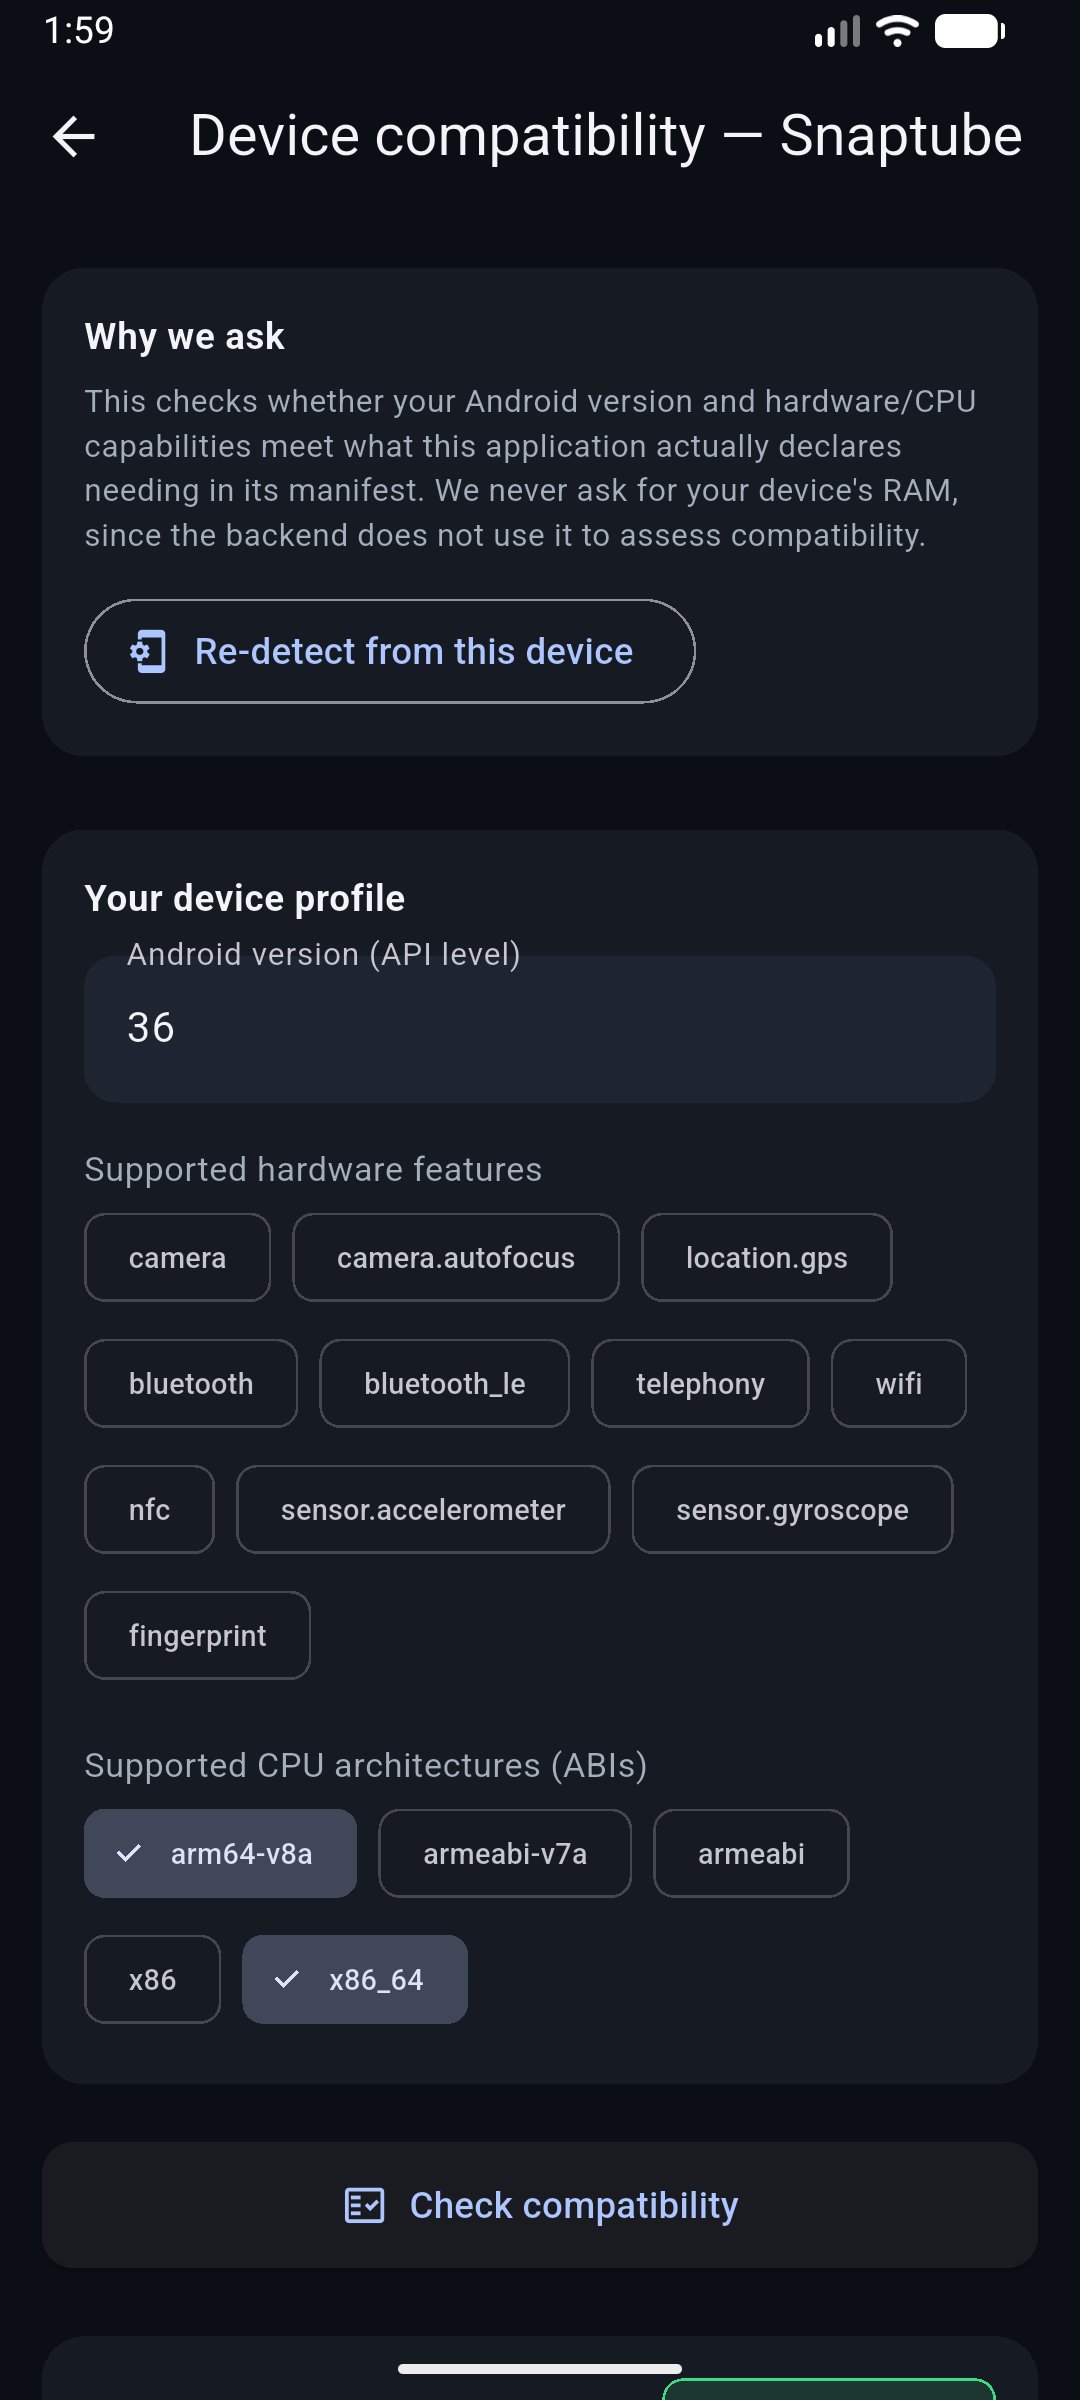 1:59
Device compatibility — Snaptube
Why we ask
This checks whether your Android version and hardware/CPU
capabilities meet what this application actually declares
needing in its manifest. We never ask for your device's RAM,
since the backend does not use it to assess compatibility.
Re-detect from this device
Your device profile
Android version (API level)
36
Supported hardware features
camera camera.autofocus location.gps
bluetooth bluetooth_le telephony wifi
nfc sensor.accelerometer sensor.gyroscope
fingerprint
Supported CPU architectures (ABIs)
arm64-v8a armeabi-v7a armeabi
x86 x86_64
Check compatibility